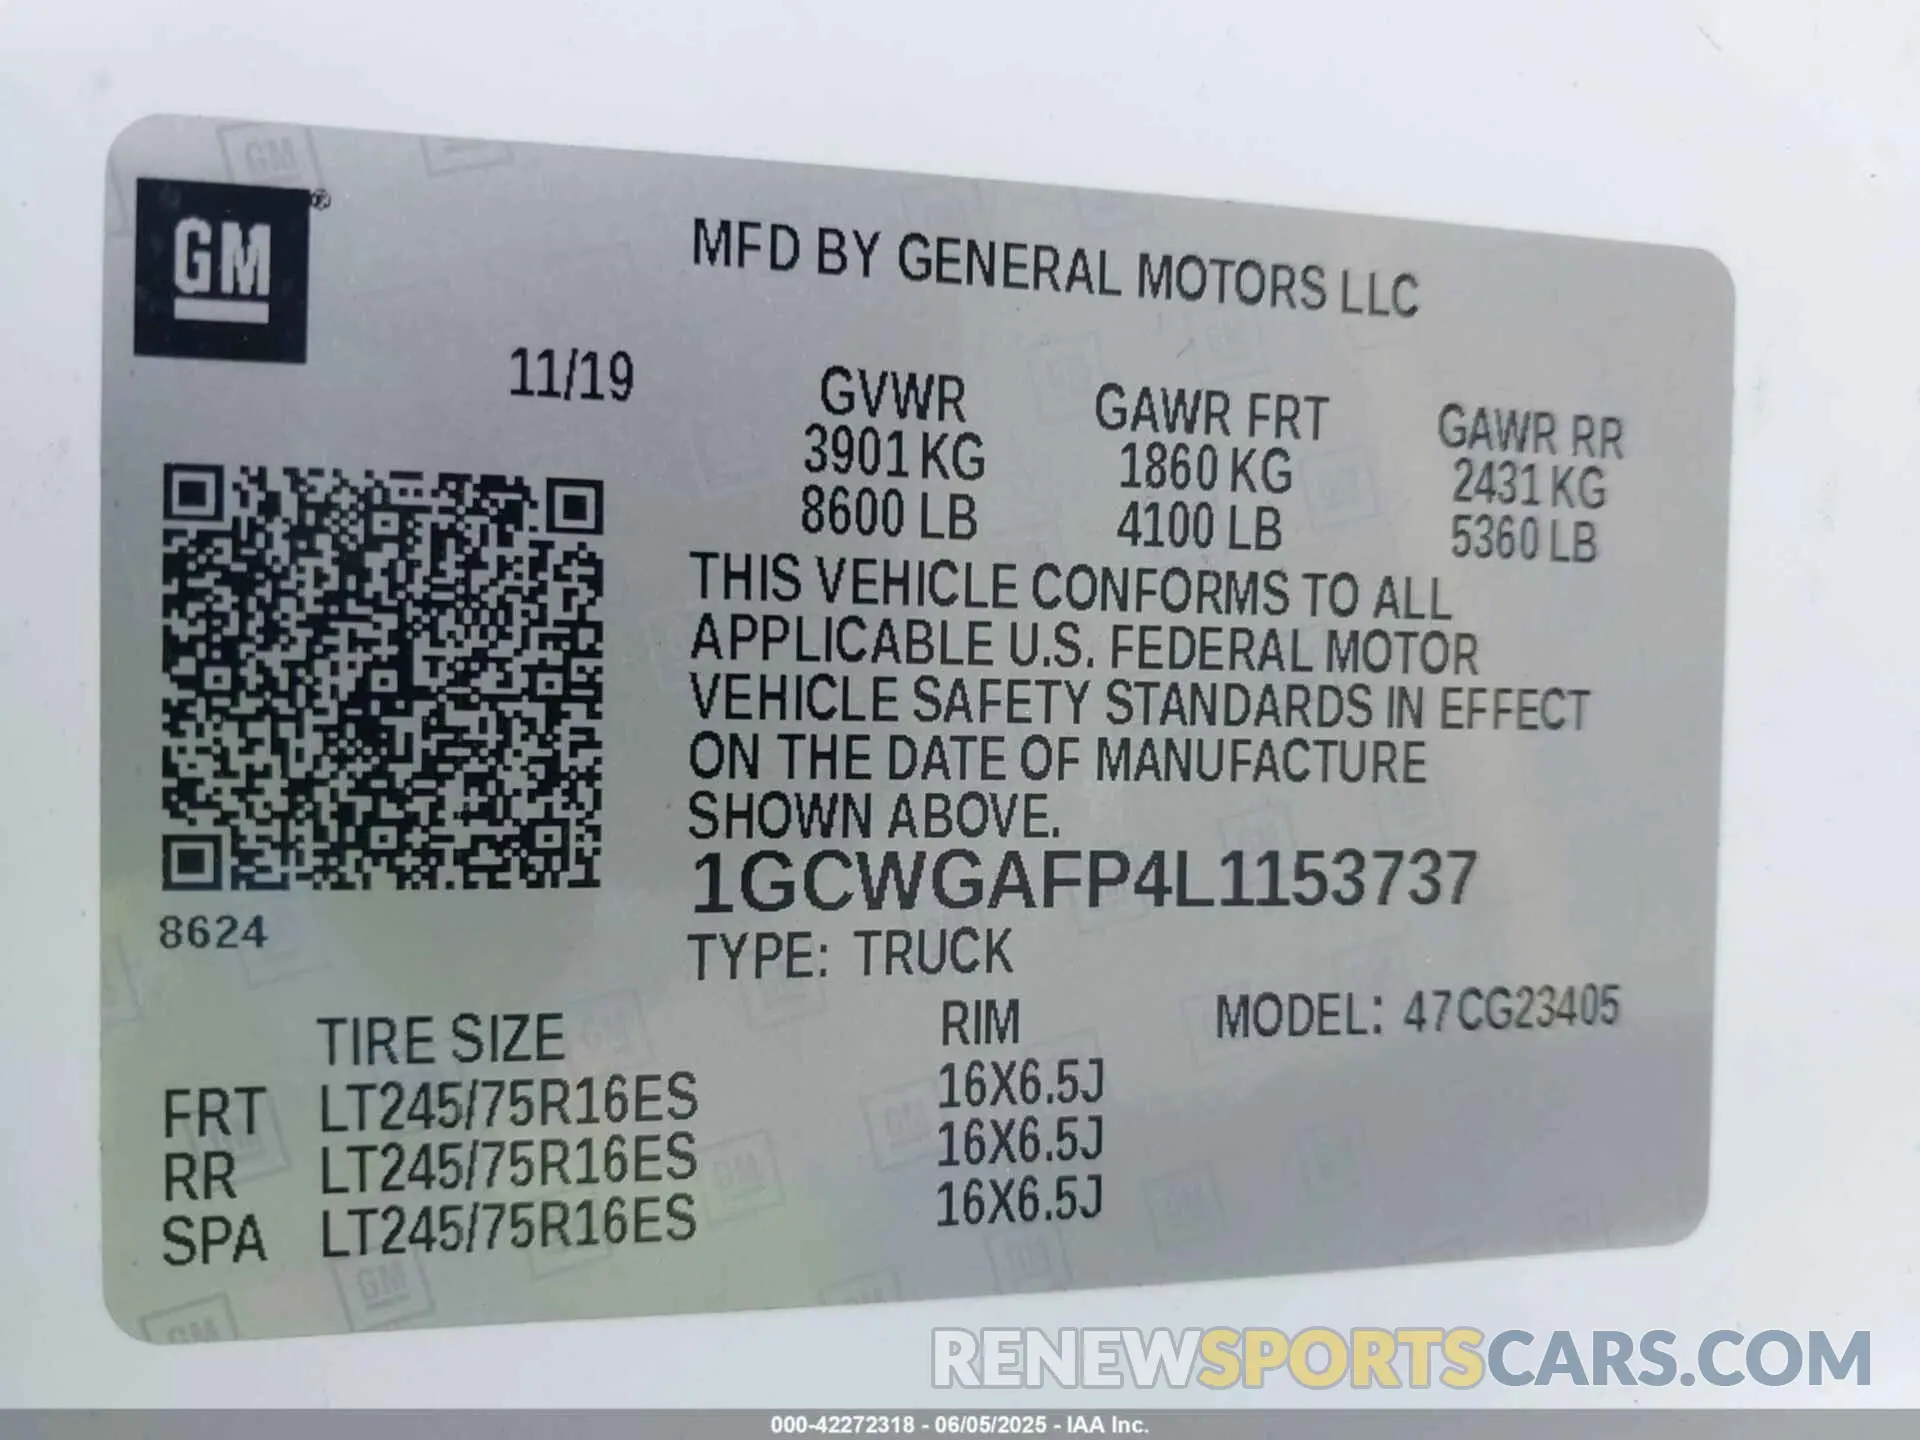 GM®
MFD BY GENERAL MOTORS LLC
11/19
GVWR GAWR FRT GAWR RR
3901 KG 1860 KG 2431 KG
8600 LB 4100 LB 5360 LB
THIS VEHICLE CONFORMS TO ALL
APPLICABLE U.S. FEDERAL MOTOR
VEHICLE SAFETY STANDARDS IN EFFECT
ON THE DATE OF MANUFACTURE
SHOWN ABOVE.
1GCWGAFP4L1153737
8624
TYPE: TRUCK
TIRE SIZE RIM MODEL: 47CG23405
FRT LT245/75R16ES 16X6.5J
RR LT245/75R16ES 16X6.5J
SPA LT245/75R16ES 16X6.5J
RENEWSPORTSCARS.COM
000-42272318 - 06/05/2025 - IAA Inc.